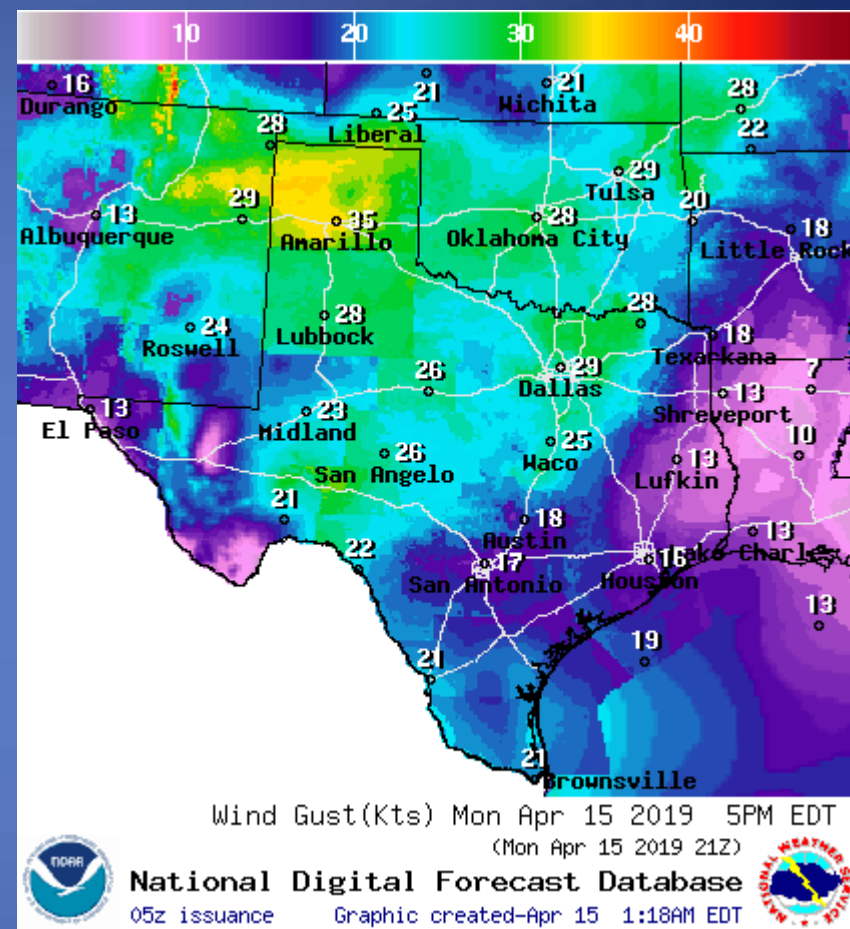 10 20 30 40
16 21 21 28
Durango Wichita
25 22
Liberal
28
29
Tulsa
13 29 35 28 20 18
Albuquerque Amarillo Oklahoma City Little Rock
24 28 28
Roswell Lubbock 18
Texarkana
26 29 7
Dallas 13
13 23 Shreveport
El Paso Midland
26 25 13 10
San Angelo Waco Lufkin
21 18 13
Austin Lake Charles
22 17 16
San Antonio Houston
13
19
21
21
Brownsville
Wind Gust(Kts) Mon Apr 15 2019 5PM EDT
(Mon Apr 15 2019 21Z)
NOAA
National Digital Forecast Database
05z issuance Graphic created-Apr 15 1:18AM EDT
NATIONAL WEATHER SERVICE